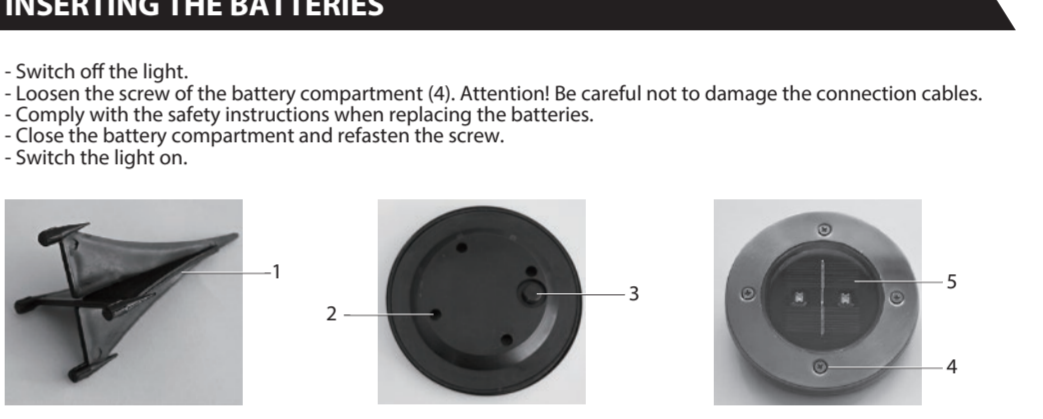 INSERTING THE BATTERIES
- Switch off the light.
- Loosen the screw of the battery compartment (4). Attention! Be careful not to damage the connection cables.
- Comply with the safety instructions when replacing the batteries.
- Close the battery compartment and refasten the screw.
- Switch the light on.
1
2
3
5
4